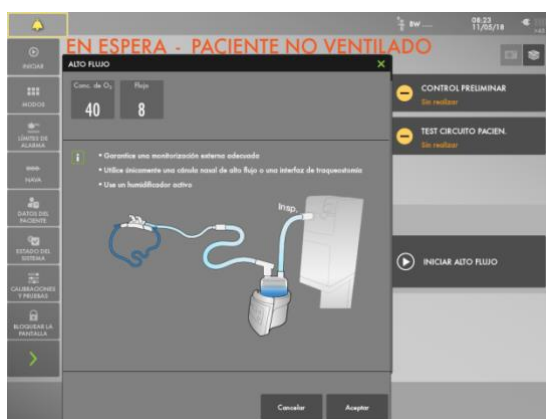 BW
08:23
11/05/18
EN ESPERA - PACIENTE NO VENTILADO
INICIAR
MODOS
LÍMITES DE
ALARMA
NAVA
DATOS DEL
PACIENTE
ESTADO DEL
SISTEMA
CALIBRACIONES
Y PRUEBAS
BLOQUEAR LA
PANTALLA
ALTO FLUJO
Conc. de O₂
Flujo
40
8
• Garantice una monitorización externa adecuada
• Utilice únicamente una cánula nasal de alto flujo o una interfaz de traqueostomía
• Use un humidificador activo
Insp.
Cancelar
Aceptar
CONTROL PRELIMINAR
Sin realizar
TEST CIRCUITO PACIEN.
Sin realizar
INICIAR ALTO FLUJO